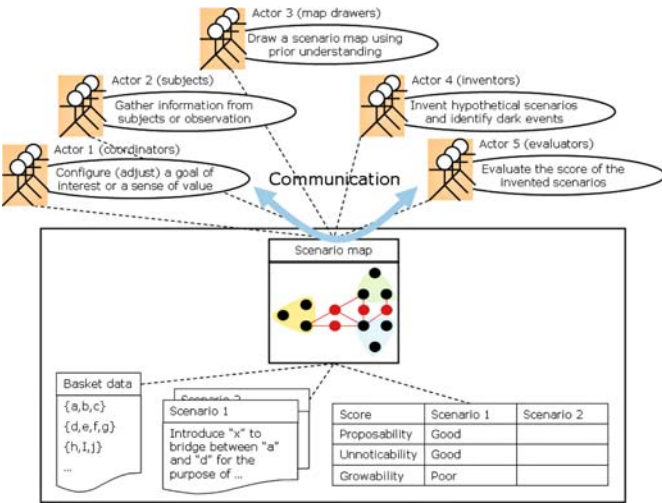 Actor 3 (map drawers)
Draw a scenario map using
prior understanding
Actor 2 (subjects)
Gather information from
subjects or observation
Actor 4 (inventors)
Invent hypothetical scenarios
and identify dark events
Actor 1 (coordinators)
Configure (adjust) a goal of
interest or a sense of value
Actor 5 (evaluators)
Evaluate the score of the
invented scenarios
Communication
Scenario map
Basket data
{a,b,c}
{d,e,f,g}
{h,I,j}
...
Scenario 2
Scenario 1
Introduce "x" to
bridge between "a"
and "d" for the
purpose of ...
Score Scenario 1 Scenario 2
Proposability Good
Unnoticability Good
Growability Poor